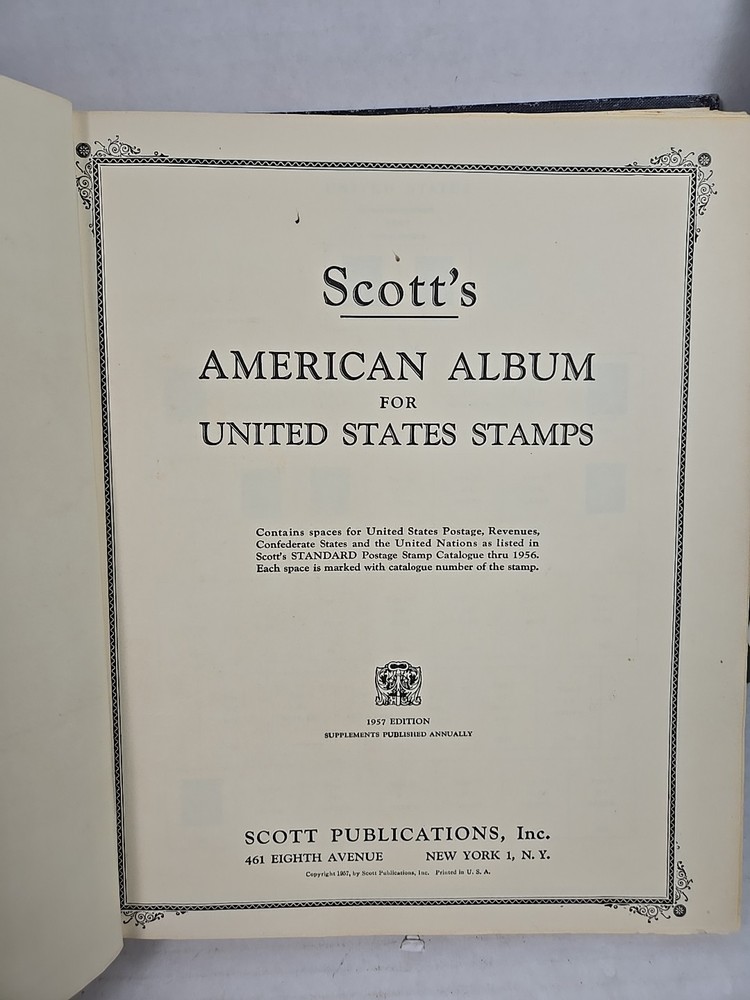 Scott's
AMERICAN ALBUM
FOR
UNITED STATES STAMPS
Contains spaces for United States Postage, Revenues,
Confederate States and the United Nations as listed in
Scott's STANDARD Postage Stamp Catalogue thru 1956.
Each space is marked with catalogue number of the stamp.
1957 EDITION
SUPPLEMENTS PUBLISHED ANNUALLY
SCOTT PUBLICATIONS, Inc.
461 EIGHTH AVENUE NEW YORK 1, N. Y.
Copyright 1957, by Scott Publications, Inc. Printed in U. S. A.